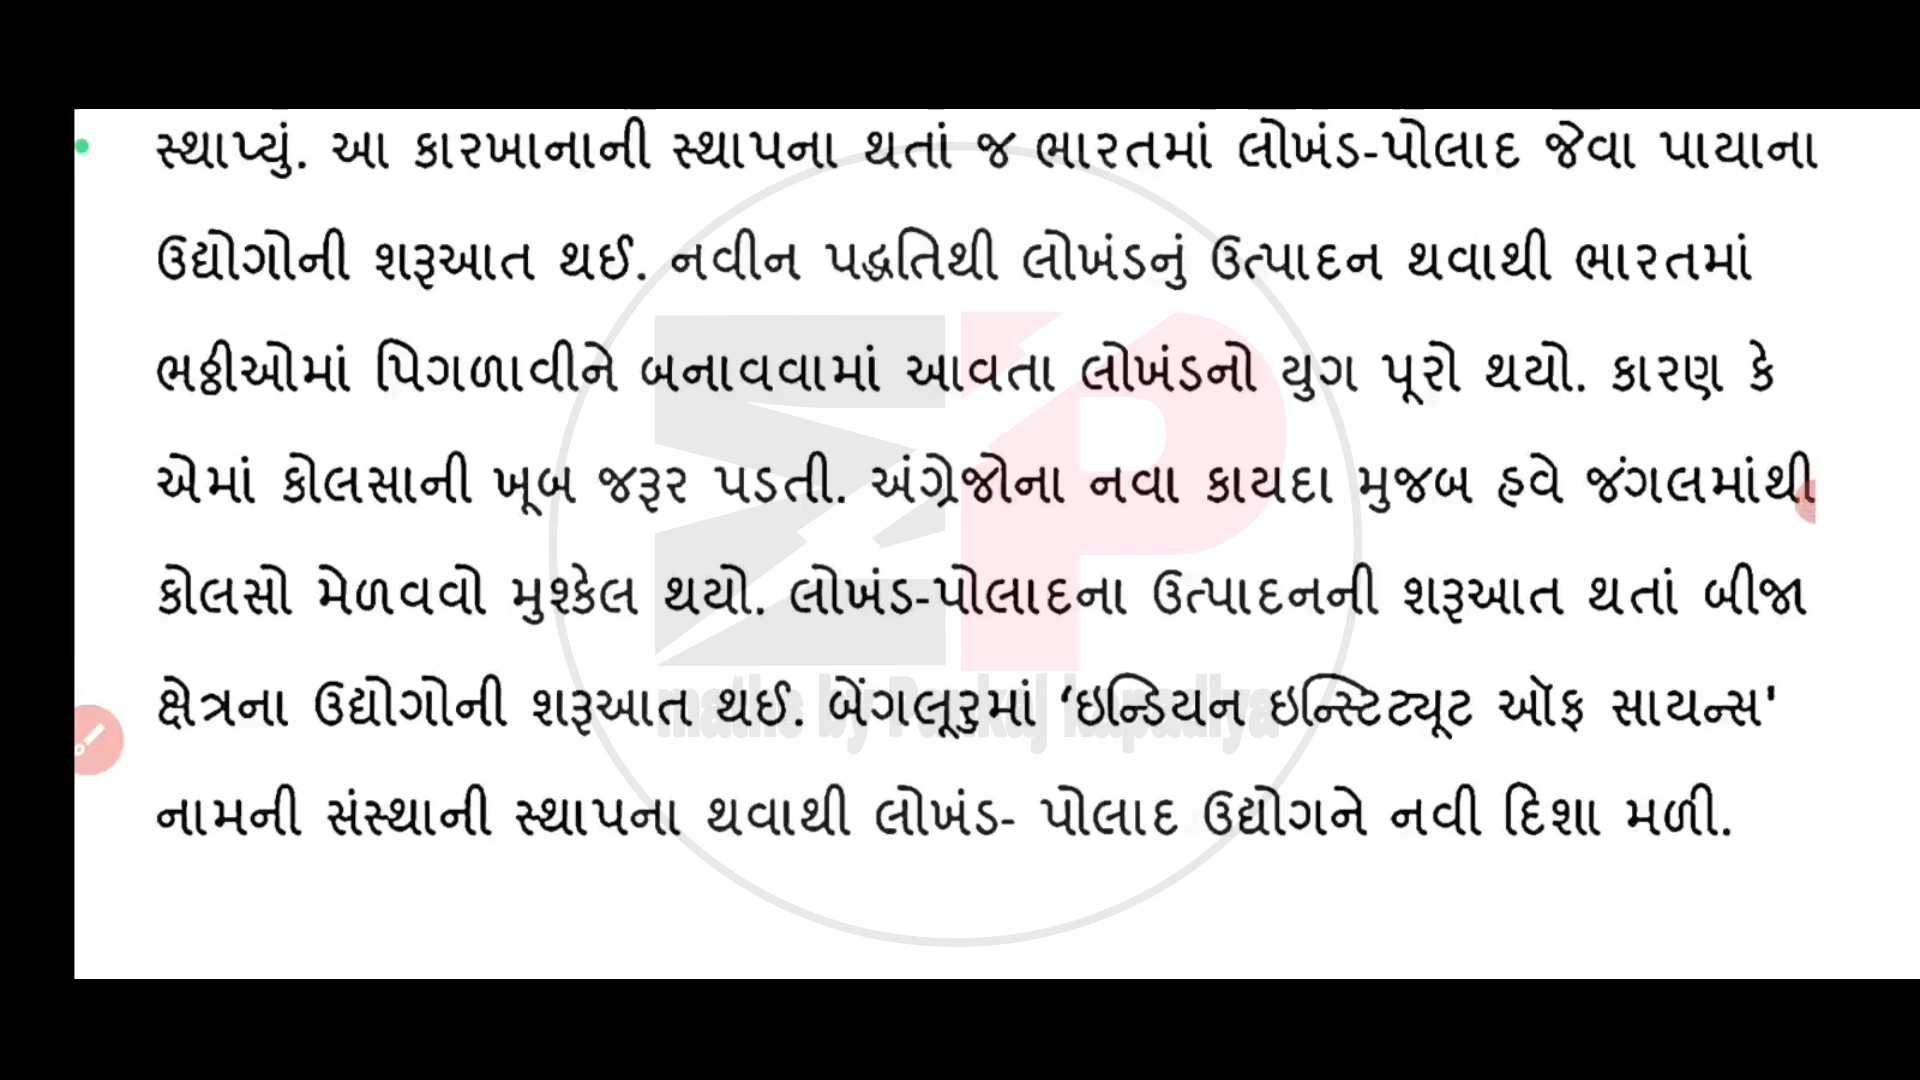 સ્થાપ્યું. આ કારખાનાની સ્થાપના થતાં જ ભારતમાં લોખંડ-પોલાદ જેવા પાયાના
ઉદ્યોગોની શરૂઆત થઈ. નવીન પદ્ધતિથી લોખંડનું ઉત્પાદન થવાથી ભારતમાં
ભઠ્ઠીઓમાં પિગળાવીને બનાવવામાં આવતા લોખંડનો યુગ પૂરો થયો. કારણ કે
એમાં કોલસાની ખૂબ જરૂર પડતી. અંગ્રેજોના નવા કાયદા મુજબ હવે જંગલમાંથી
કોલસો મેળવવો મુશ્કેલ થયો. લોખંડ-પોલાદના ઉત્પાદનની શરૂઆત થતાં બીજા
ક્ષેત્રના ઉદ્યોગોની શરૂઆત થઈ. બેંગલૂરુમાં ‘ઇન્ડિયન ઇન્સ્ટિટ્યૂટ ઑફ સાયન્સ'
નામની સંસ્થાની સ્થાપના થવાથી લોખંડ- પોલાદ ઉદ્યોગને નવી દિશા મળી.